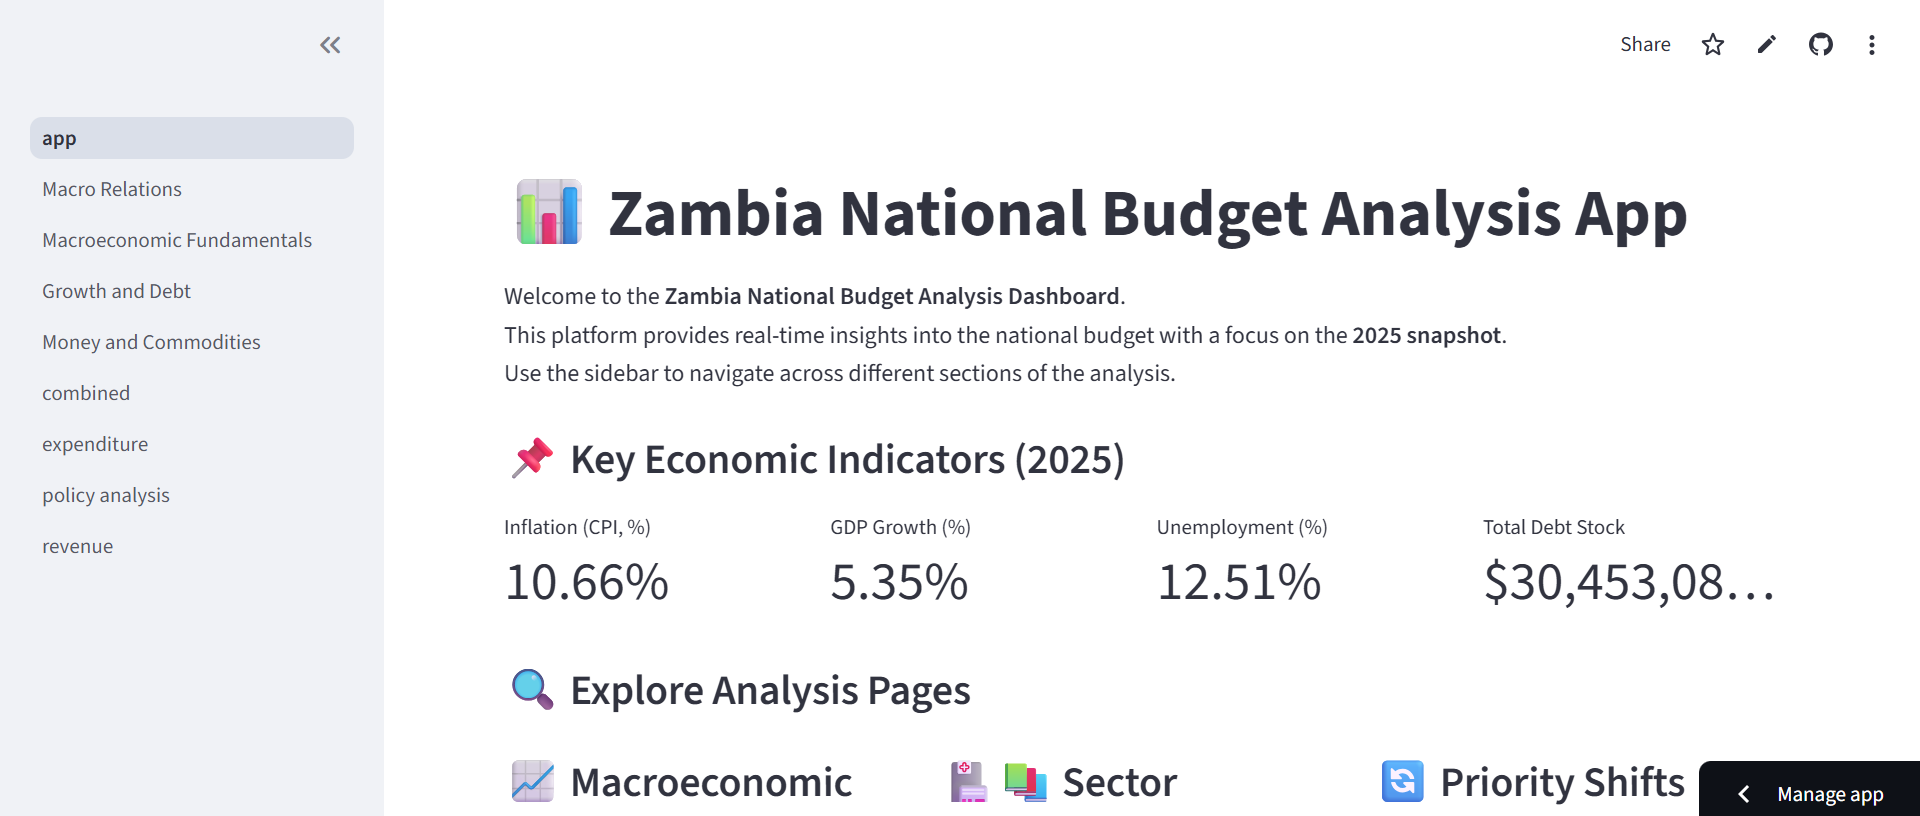 Share
app
Macro Relations
Macroeconomic Fundamentals
Growth and Debt
Money and Commodities
combined
expenditure
policy analysis
revenue
Zambia National Budget Analysis App
Welcome to the Zambia National Budget Analysis Dashboard.
This platform provides real-time insights into the national budget with a focus on the 2025 snapshot.
Use the sidebar to navigate across different sections of the analysis.
Key Economic Indicators (2025)
Inflation (CPI, %)
10.66%
GDP Growth (%)
5.35%
Unemployment (%)
12.51%
Total Debt Stock
$30,453,08...
Explore Analysis Pages
Macroeconomic
Sector
Priority Shifts
Manage app